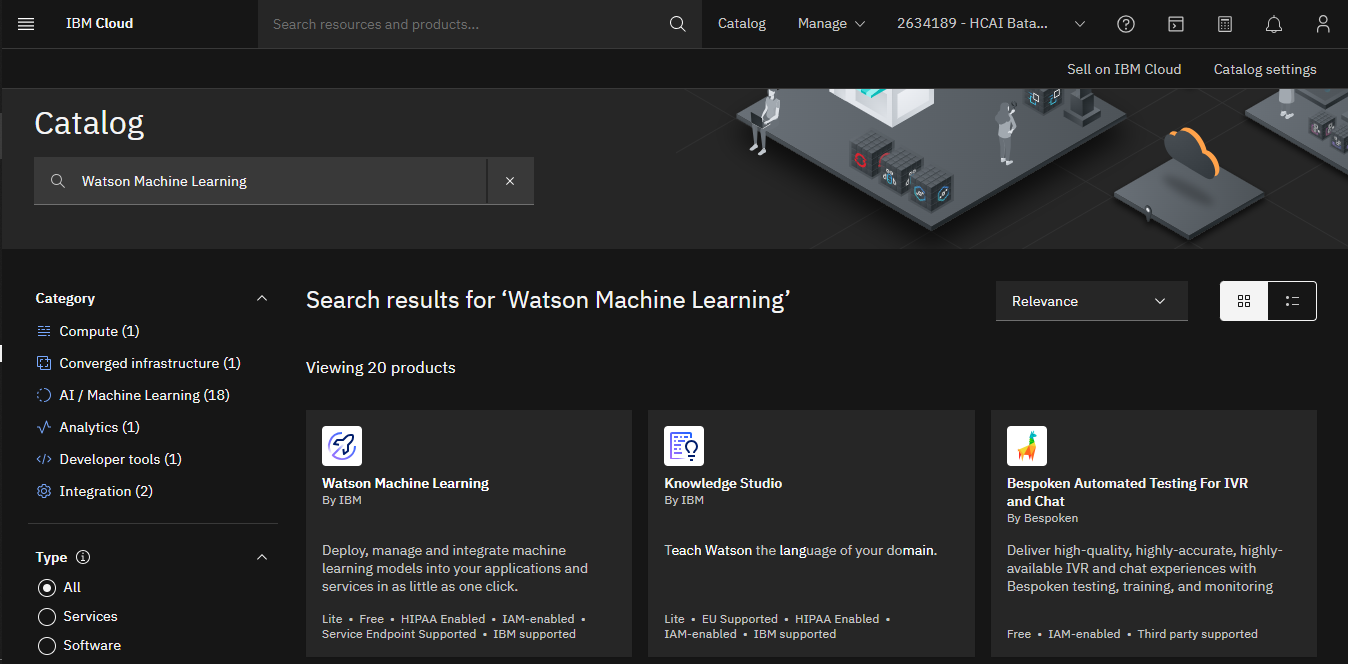 IBM Cloud
Search resources and products...
Catalog
Manage
2634189 - HCAI Bata...
Sell on IBM Cloud
Catalog settings
Catalog
Watson Machine Learning
Category
Compute (1)
Converged infrastructure (1)
AI / Machine Learning (18)
Analytics (1)
Developer tools (1)
Integration (2)
Type
All
Services
Software
Search results for ‘Watson Machine Learning’
Relevance
Viewing 20 products
Watson Machine Learning
By IBM
Deploy, manage and integrate machine
learning models into your applications and
services in as little as one click.
Lite • Free • HIPAA Enabled • IAM-enabled •
Service Endpoint Supported • IBM supported
Knowledge Studio
By IBM
Teach Watson the language of your domain.
Lite • EU Supported • HIPAA Enabled •
IAM-enabled • IBM supported
Bespoken Automated Testing For IVR
and Chat
By Bespoken
Deliver high-quality, highly-accurate, highly-
available IVR and chat experiences with
Bespoken testing, training, and monitoring
Free • IAM-enabled • Third party supported